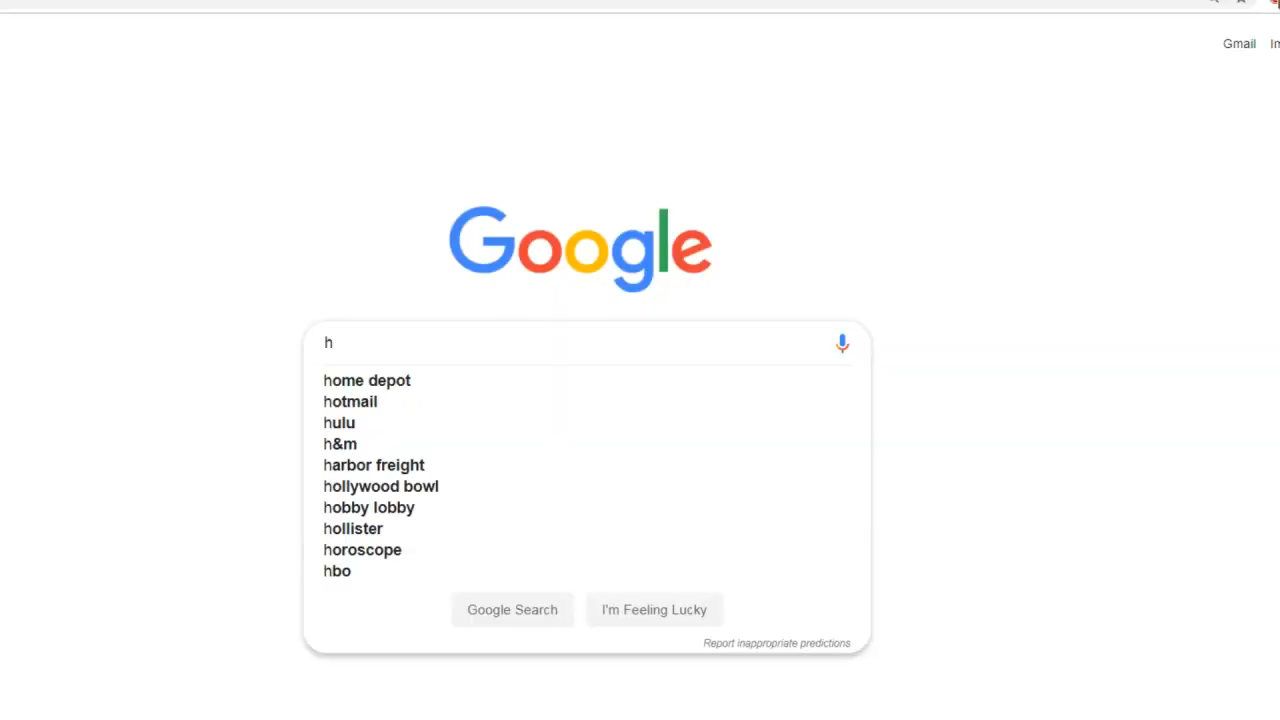 Gmail
Google
h
home depot
hotmail
hulu
h&m
harbor freight
hollywood bowl
hobby lobby
hollister
horoscope
hbo
Google Search I'm Feeling Lucky
Report inappropriate predictions